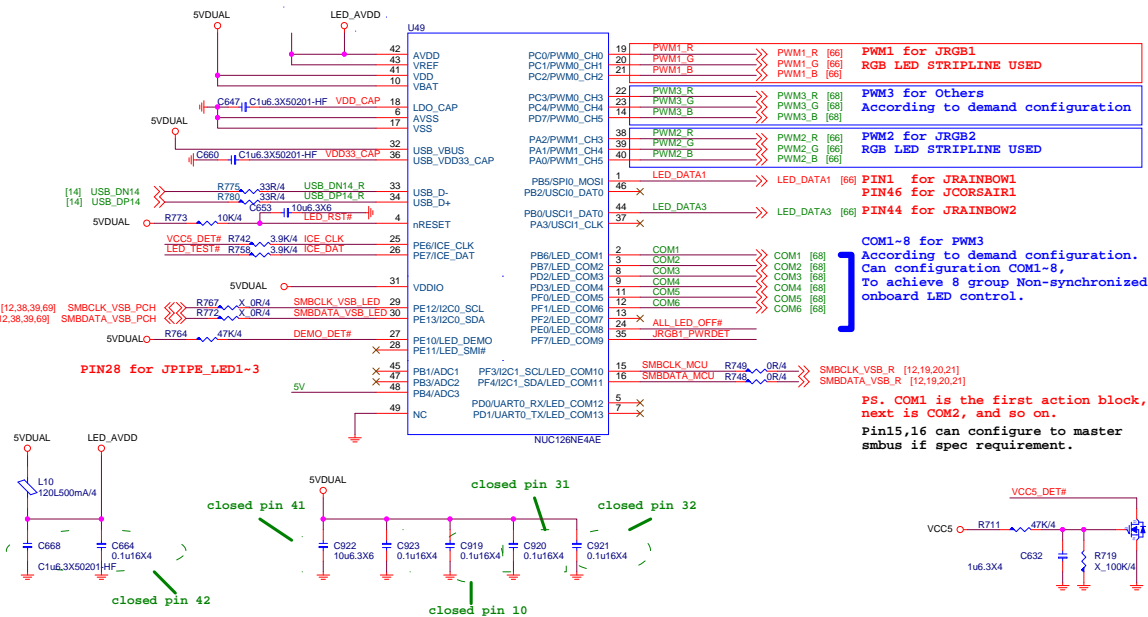 5VDUAL
LED_AVDD
U49
42 AVDD
43 VREF
41 VDD
10 VBAT
C647 C1u6.3X50201-HF VDD_CAP 18 LDO_CAP
6 AVSS
17 VSS
5VDUAL
32 USB_VBUS
C660 C1u6.3X50201-HF VDD33_CAP 36 USB_VDD33_CAP
[14] USB_DN14 R775 33R/4 USB_DN14_R 33 USB_D-
[14] USB_DP14 R780 33R/4 USB_DP14_R 34 USB_D+
C653 10u6.3X6
5VDUAL R773 10K/4 LED_RST# 4 nRESET
VCC5_DET# R742 3.9K/4 ICE_CLK 25 PE6/ICE_CLK
LED_TEST# R758 3.9K/4 ICE_DAT 26 PE7/ICE_DAT
5VDUAL 31 VDDIO
[12,38,39,69] SMBCLK_VSB_PCH R767 X_0R/4 SMBCLK_VSB_LED 29 PE12/I2C0_SCL
12,38,39,69] SMBDATA_VSB_PCH R772 X_0R/4 SMBDATA_VSB_LED 30 PE13/I2C0_SDA
5VDUAL R764 47K/4 DEMO_DET# 27 PE10/LED_DEMO
28 PE11/LED_SMI#
PIN28 for JPIPE_LED1~3
45 PB1/ADC1
47 PB3/ADC2
5V 48 PB4/ADC3
49 NC
PC0/PWM0_CH0 19 PWM1_R PWM1_R [66]
PC1/PWM0_CH1 20 PWM1_G PWM1_G [66]
PC2/PWM0_CH2 21 PWM1_B PWM1_B [66]
PWM1 for JRGB1
RGB LED STRIPLINE USED
PC3/PWM0_CH3 22 PWM3_R PWM3_R [68]
PC4/PWM0_CH4 23 PWM3_G PWM3_G [68]
PD7/PWM0_CH5 14 PWM3_B PWM3_B [68]
PWM3 for Others
According to demand configuration
PA2/PWM1_CH3 38 PWM2_R PWM2_R [66]
PA1/PWM1_CH4 39 PWM2_G PWM2_G [66]
PA0/PWM1_CH5 40 PWM2_B PWM2_B [66]
PWM2 for JRGB2
RGB LED STRIPLINE USED
PB5/SPI0_MOSI 1 LED_DATA1 LED_DATA1 [66] PIN1 for JRAINBOW1
PB2/USCI0_DAT0 46 PIN46 for JCORSAIR1
PB0/USCI1_DAT0 44 LED_DATA3 LED_DATA3 [66] PIN44 for JRAINBOW2
PA3/USCI1_CLK 37
PB6/LED_COM1 2 COM1 COM1 [68]
PB7/LED_COM2 3 COM2 COM2 [68]
PD2/LED_COM3 8 COM3 COM3 [68]
PD3/LED_COM4 9 COM4 COM4 [68]
PF0/LED_COM5 11 COM5 COM5 [68]
PF1/LED_COM6 12 COM6 COM6 [68]
PF2/LED_COM7 13
PE0/LED_COM8 24 ALL_LED_OFF#
PF7/LED_COM9 35 JRGB1_PWRDET
COM1~8 for PWM3
According to demand configuration.
Can configuration COM1~8,
To achieve 8 group Non-synchronized
onboard LED control.
PF3/I2C1_SCL/LED_COM10 15 SMBCLK_MCU R749 0R/4 SMBCLK_VSB_R [12,19,20,21]
PF4/I2C1_SDA/LED_COM11 16 SMBDATA_MCU R748 0R/4 SMBDATA_VSB_R [12,19,20,21]
PD0/UART0_RX/LED_COM12 5
PD1/UART0_TX/LED_COM13 7
NUC126NE4AE
PS. COM1 is the first action block,
next is COM2, and so on.
Pin15,16 can configure to master
smbus if spec requirement.
5VDUAL
LED_AVDD
L10
120L500mA/4
C668
C1u6.3X50201-HF
C664
0.1u16X4
closed pin 42
5VDUAL
closed pin 41
closed pin 31
closed pin 32
C922
10u6.3X6
C923
0.1u16X4
C919
0.1u16X4
C920
0.1u16X4
C921
0.1u16X4
closed pin 10
VCC5_DET#
VCC5
R711
47K/4
C632
1u6.3X4
R719
X_100K/4